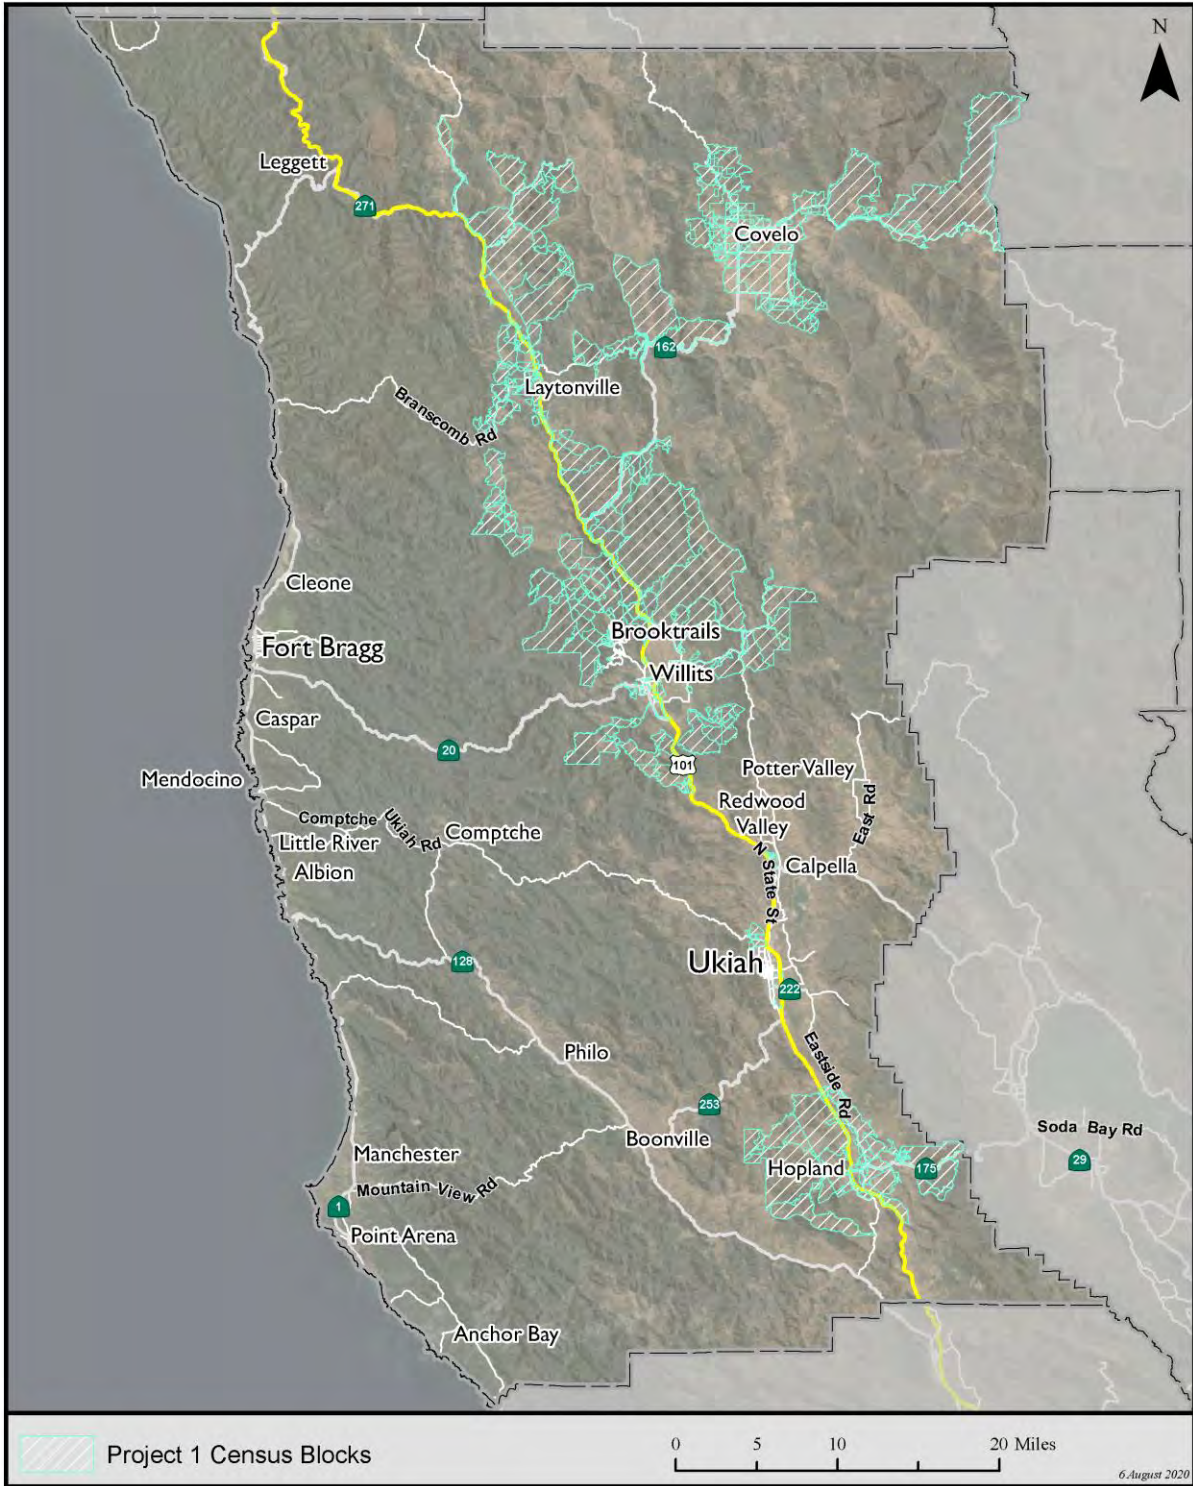 N
Leggett
271
Covelo
162
Laytonville
Branscomb Rd
Cleone
Brooktrails
Fort Bragg
Willits
Caspar
20
101
Mendocino
Potter Valley
Redwood
Valley
East Rd
Comptche
Ukiah Rd
Comptche
Little River
Albion
N State St
Calpella
128
Ukiah
222
Philo
Eastside Rd
253
Boonville
Soda Bay Rd
29
Manchester
Hopland
175
Mountain View Rd
1
Point Arena
Anchor Bay
Project 1 Census Blocks
0 5 10 20 Miles
6 August 2020